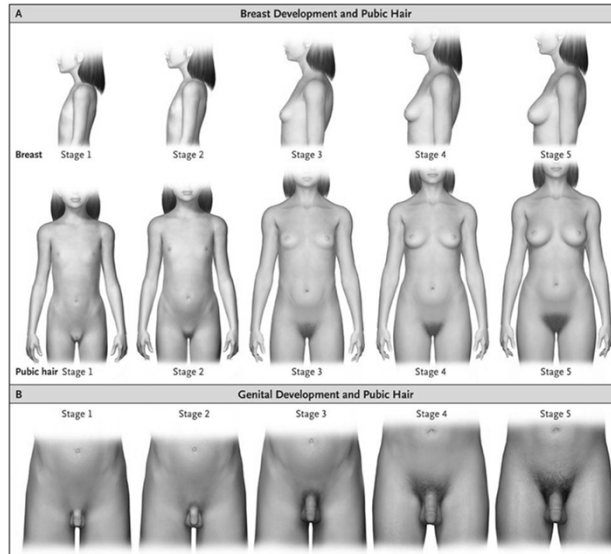 A Breast Development and Pubic Hair
Breast Stage 1 Stage 2 Stage 3 Stage 4 Stage 5
Pubic hair Stage 1 Stage 2 Stage 3 Stage 4 Stage 5
B Genital Development and Pubic Hair
Stage 1 Stage 2 Stage 3 Stage 4 Stage 5